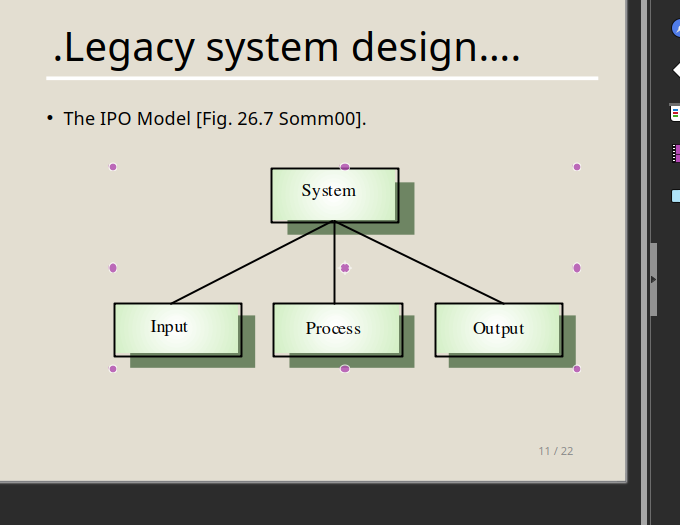 .Legacy system design....
• The IPO Model [Fig. 26.7 Somm00].
System
Input Process Output
11 / 22